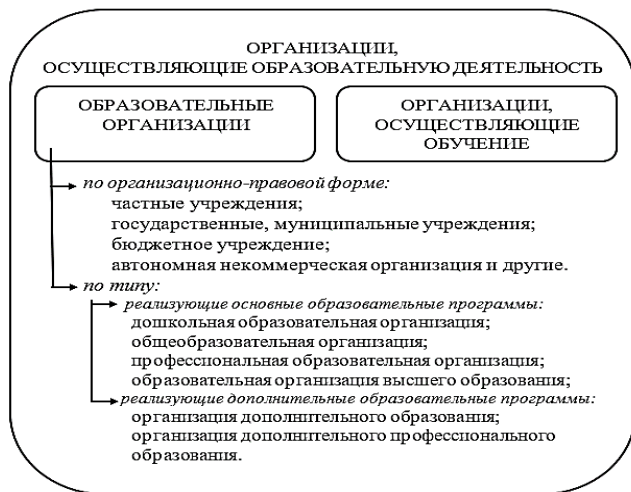 ОРГАНИЗАЦИИ,
ОСУЩЕСТВЛЯЮЩИЕ ОБРАЗОВАТЕЛЬНУЮ ДЕЯТЕЛЬНОСТЬ
ОБРАЗОВАТЕЛЬНЫЕ
ОРГАНИЗАЦИИ
ОРГАНИЗАЦИИ,
ОСУЩЕСТВЛЯЮЩИЕ
ОБУЧЕНИЕ
по организационно-правовой форме:
частные учреждения;
государственные, муниципальные учреждения;
бюджетное учреждение;
автономная некоммерческая организация и другие.
по типу:
реализующие основные образовательные программы:
дошкольная образовательная организация;
общеобразовательная организация;
профессиональная образовательная организация;
образовательная организация высшего образования;
реализующие дополнительные образовательные программы:
организация дополнительного образования;
организация дополнительного профессионального
образования.